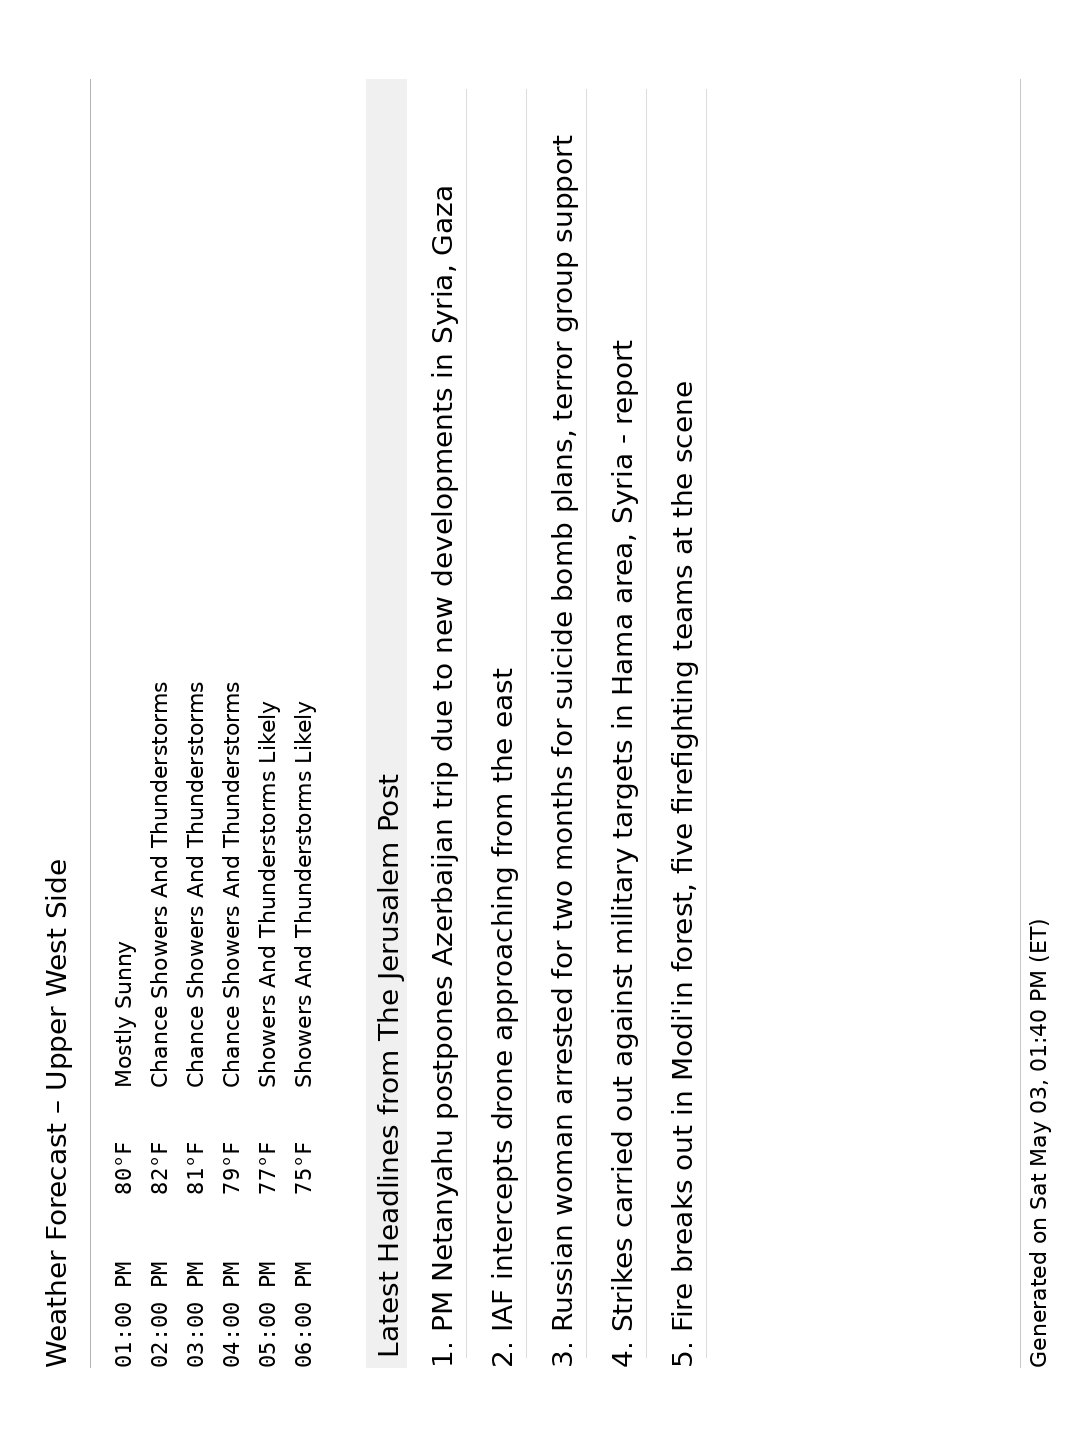 Weather Forecast – Upper West Side
01:00 PM 80°F Mostly Sunny
02:00 PM 82°F Chance Showers And Thunderstorms
03:00 PM 81°F Chance Showers And Thunderstorms
04:00 PM 79°F Chance Showers And Thunderstorms
05:00 PM 77°F Showers And Thunderstorms Likely
06:00 PM 75°F Showers And Thunderstorms Likely
Latest Headlines from The Jerusalem Post
1. PM Netanyahu postpones Azerbaijan trip due to new developments in Syria, Gaza
2. IAF intercepts drone approaching from the east
3. Russian woman arrested for two months for suicide bomb plans, terror group support
4. Strikes carried out against military targets in Hama area, Syria - report
5. Fire breaks out in Modi'in forest, five firefighting teams at the scene
Generated on Sat May 03, 01:40 PM (ET)